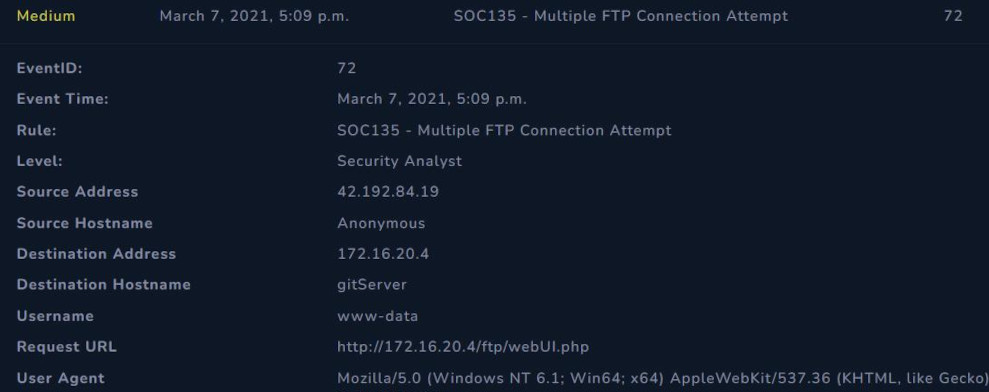 Medium March 7, 2021, 5:09 p.m. SOC135 - Multiple FTP Connection Attempt 72
EventID: 72
Event Time: March 7, 2021, 5:09 p.m.
Rule: SOC135 - Multiple FTP Connection Attempt
Level: Security Analyst
Source Address 42.192.84.19
Source Hostname Anonymous
Destination Address 172.16.20.4
Destination Hostname gitServer
Username www-data
Request URL http://172.16.20.4/ftp/webUI.php
User Agent Mozilla/5.0 (Windows NT 6.1; Win64; x64) AppleWebKit/537.36 (KHTML, like Gecko)